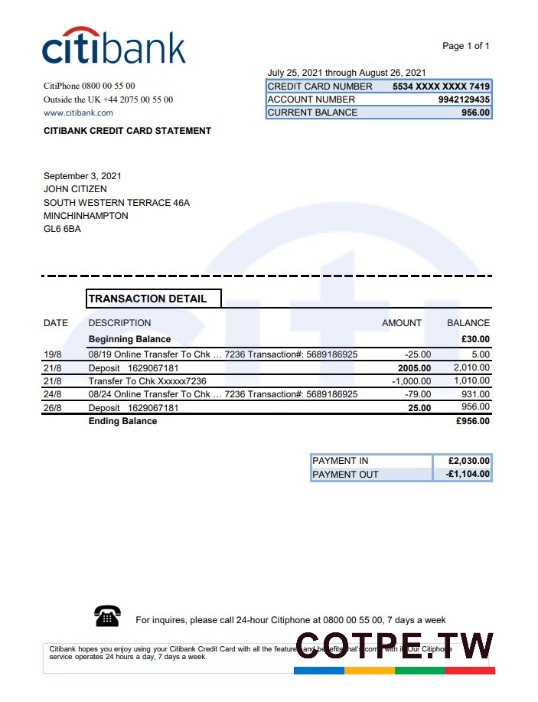 citibank
Page 1 of 1
July 25, 2021 through August 26, 2021
CitiPhone 0800 00 55 00
CREDIT CARD NUMBER 5534 XXXX XXXX 7419
Outside the UK +44 2075 00 55 00
ACCOUNT NUMBER 9942129435
www.citibank.com
CURRENT BALANCE 956.00
CITIBANK CREDIT CARD STATEMENT
September 3, 2021
JOHN CITIZEN
SOUTH WESTERN TERRACE 46A
MINCHINHAMPTON
GL6 6BA
citi
TRANSACTION DETAIL
DATE DESCRIPTION AMOUNT BALANCE
Beginning Balance £30.00
19/8 08/19 Online Transfer To Chk ... 7236 Transaction#: 5689186925 -25.00 5.00
21/8 Deposit 1629067181 2005.00 2,010.00
21/8 Transfer To Chk Xxxxxx7236 -1,000.00 1,010.00
24/8 08/24 Online Transfer To Chk ... 7236 Transaction#: 5689186925 -79.00 931.00
26/8 Deposit 1629067181 25.00 956.00
Ending Balance £956.00
PAYMENT IN £2,030.00
PAYMENT OUT -£1,104.00
For inquires, please call 24-hour Citiphone at 0800 00 55 00, 7 days a week
COTPE.TW
Citibank hopes you enjoy using your Citibank Credit Card with all the features and benefits that's come with it. Our Citiphone
service operates 24 hours a day, 7 days a week.